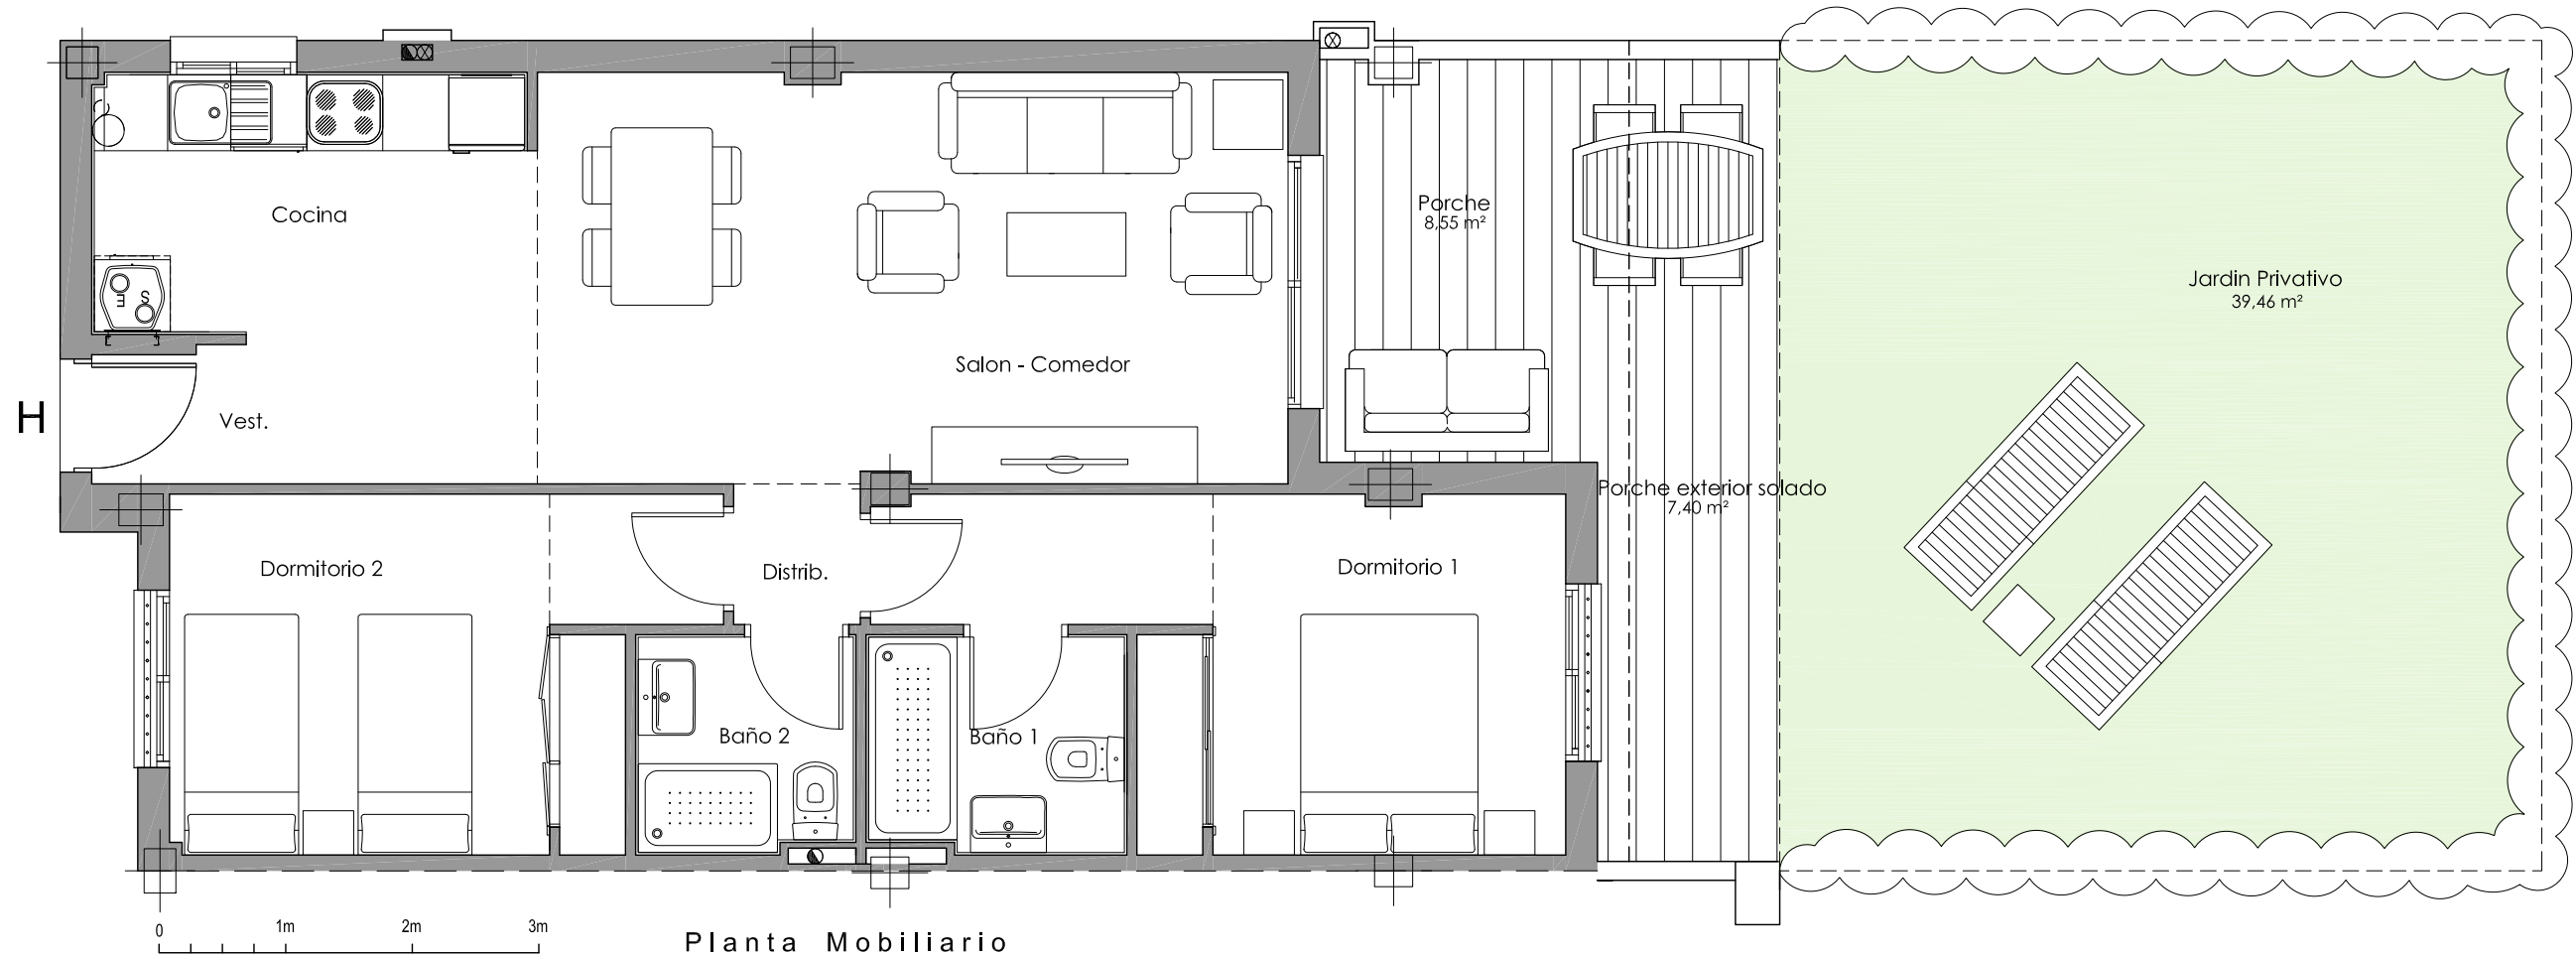 Cocina
Porche
8,55 m²
Jardin Privativo
39,46 m²
E
S
Salon - Comedor
H
Vest.
Porche exterior solado
7,40 m²
Dormitorio 2
Distrib.
Dormitorio 1
Baño 2
Baño 1
0
1m
2m
3m
Planta Mobiliario